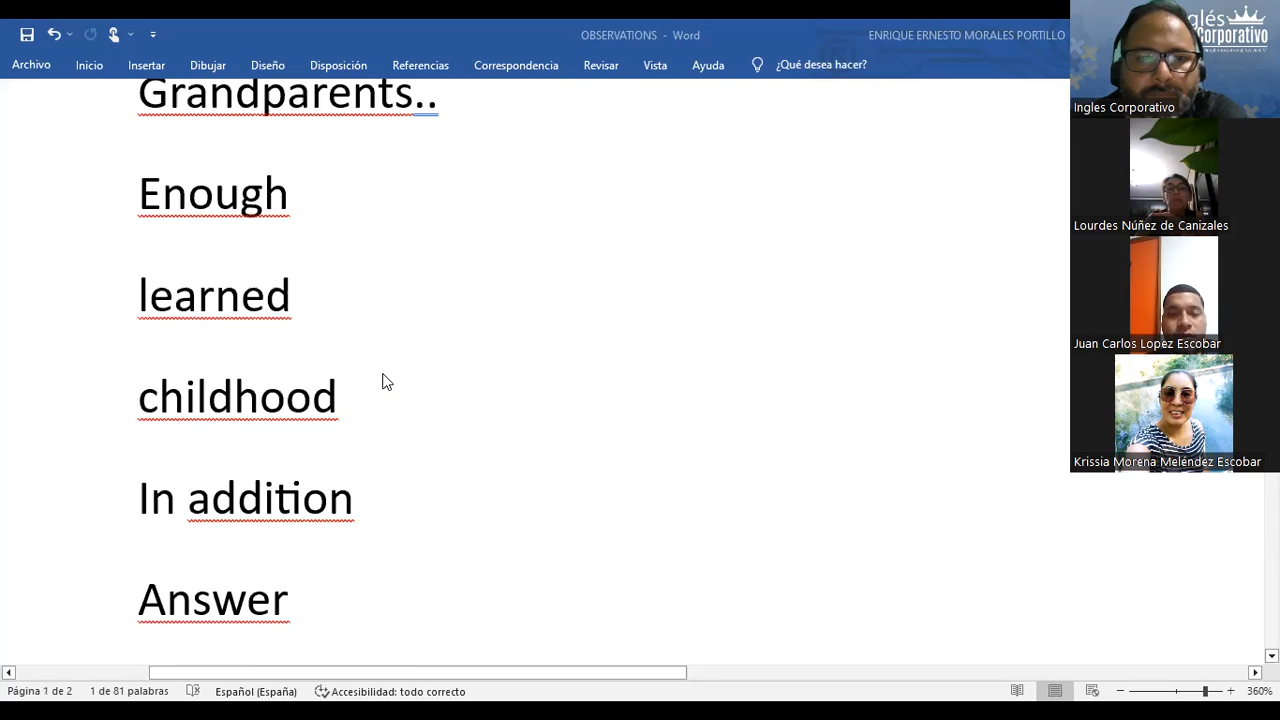 OBSERVATIONS - Word
ENRIQUE ERNESTO MORALES PORTILLO
Archivo Inicio Insertar Dibujar Diseño Disposición Referencias Correspondencia Revisar Vista Ayuda ¿Qué desea hacer?
Grandparents..
Enough
learned
childhood
In addition
Answer
glés
Corporativo
Ingles Corporativo
Lourdes Núñez de Canizales
Juan Carlos Lopez Escobar
Krissia Morena Meléndez Escobar
Página 1 de 2 1 de 81 palabras Español (España) Accesibilidad: todo correcto 360%